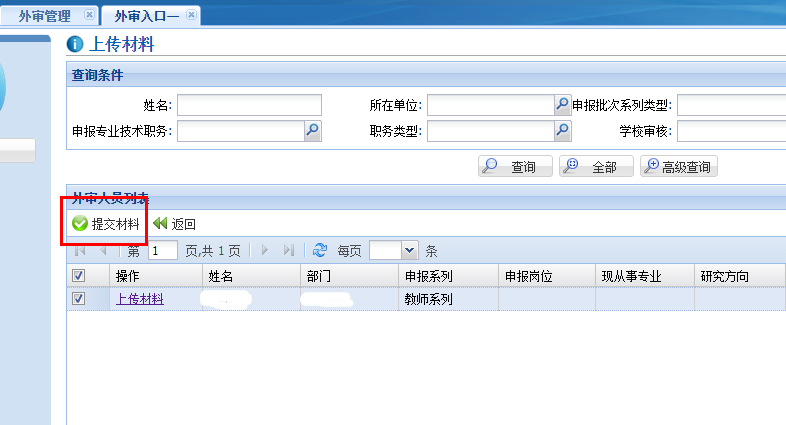 外审管理 外审入口一
上传材料
查询条件
姓名: 所在单位: 申报批次系列类型:
申报专业技术职务: 职务类型: 学校审核:
查询 全部 高级查询
外审人员列表
提交材料 返回
第 1 页,共 1 页 每页 条
操作 姓名 部门 申报系列 申报岗位 现从事专业 研究方向
上传材料 教师系列